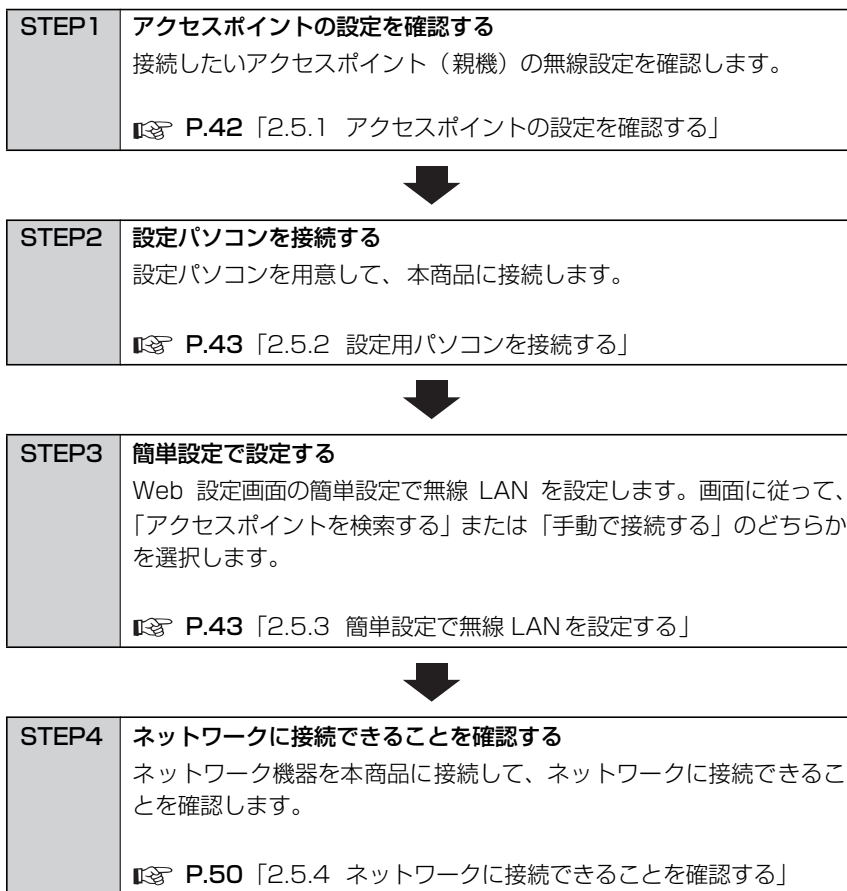 STEP1 アクセスポイントの設定を確認する
接続したいアクセスポイント（親機）の無線設定を確認します。
P.42「2.5.1 アクセスポイントの設定を確認する」
STEP2 設定パソコンを接続する
設定パソコンを用意して、本商品に接続します。
P.43「2.5.2 設定用パソコンを接続する」
STEP3 簡単設定で設定する
Web 設定画面の簡単設定で無線 LAN を設定します。画面に従って、
「アクセスポイントを検索する」または「手動で接続する」のどちらか
を選択します。
P.43「2.5.3 簡単設定で無線 LANを設定する」
STEP4 ネットワークに接続できることを確認する
ネットワーク機器を本商品に接続して、ネットワークに接続できるこ
とを確認します。
P.50「2.5.4 ネットワークに接続できることを確認する」